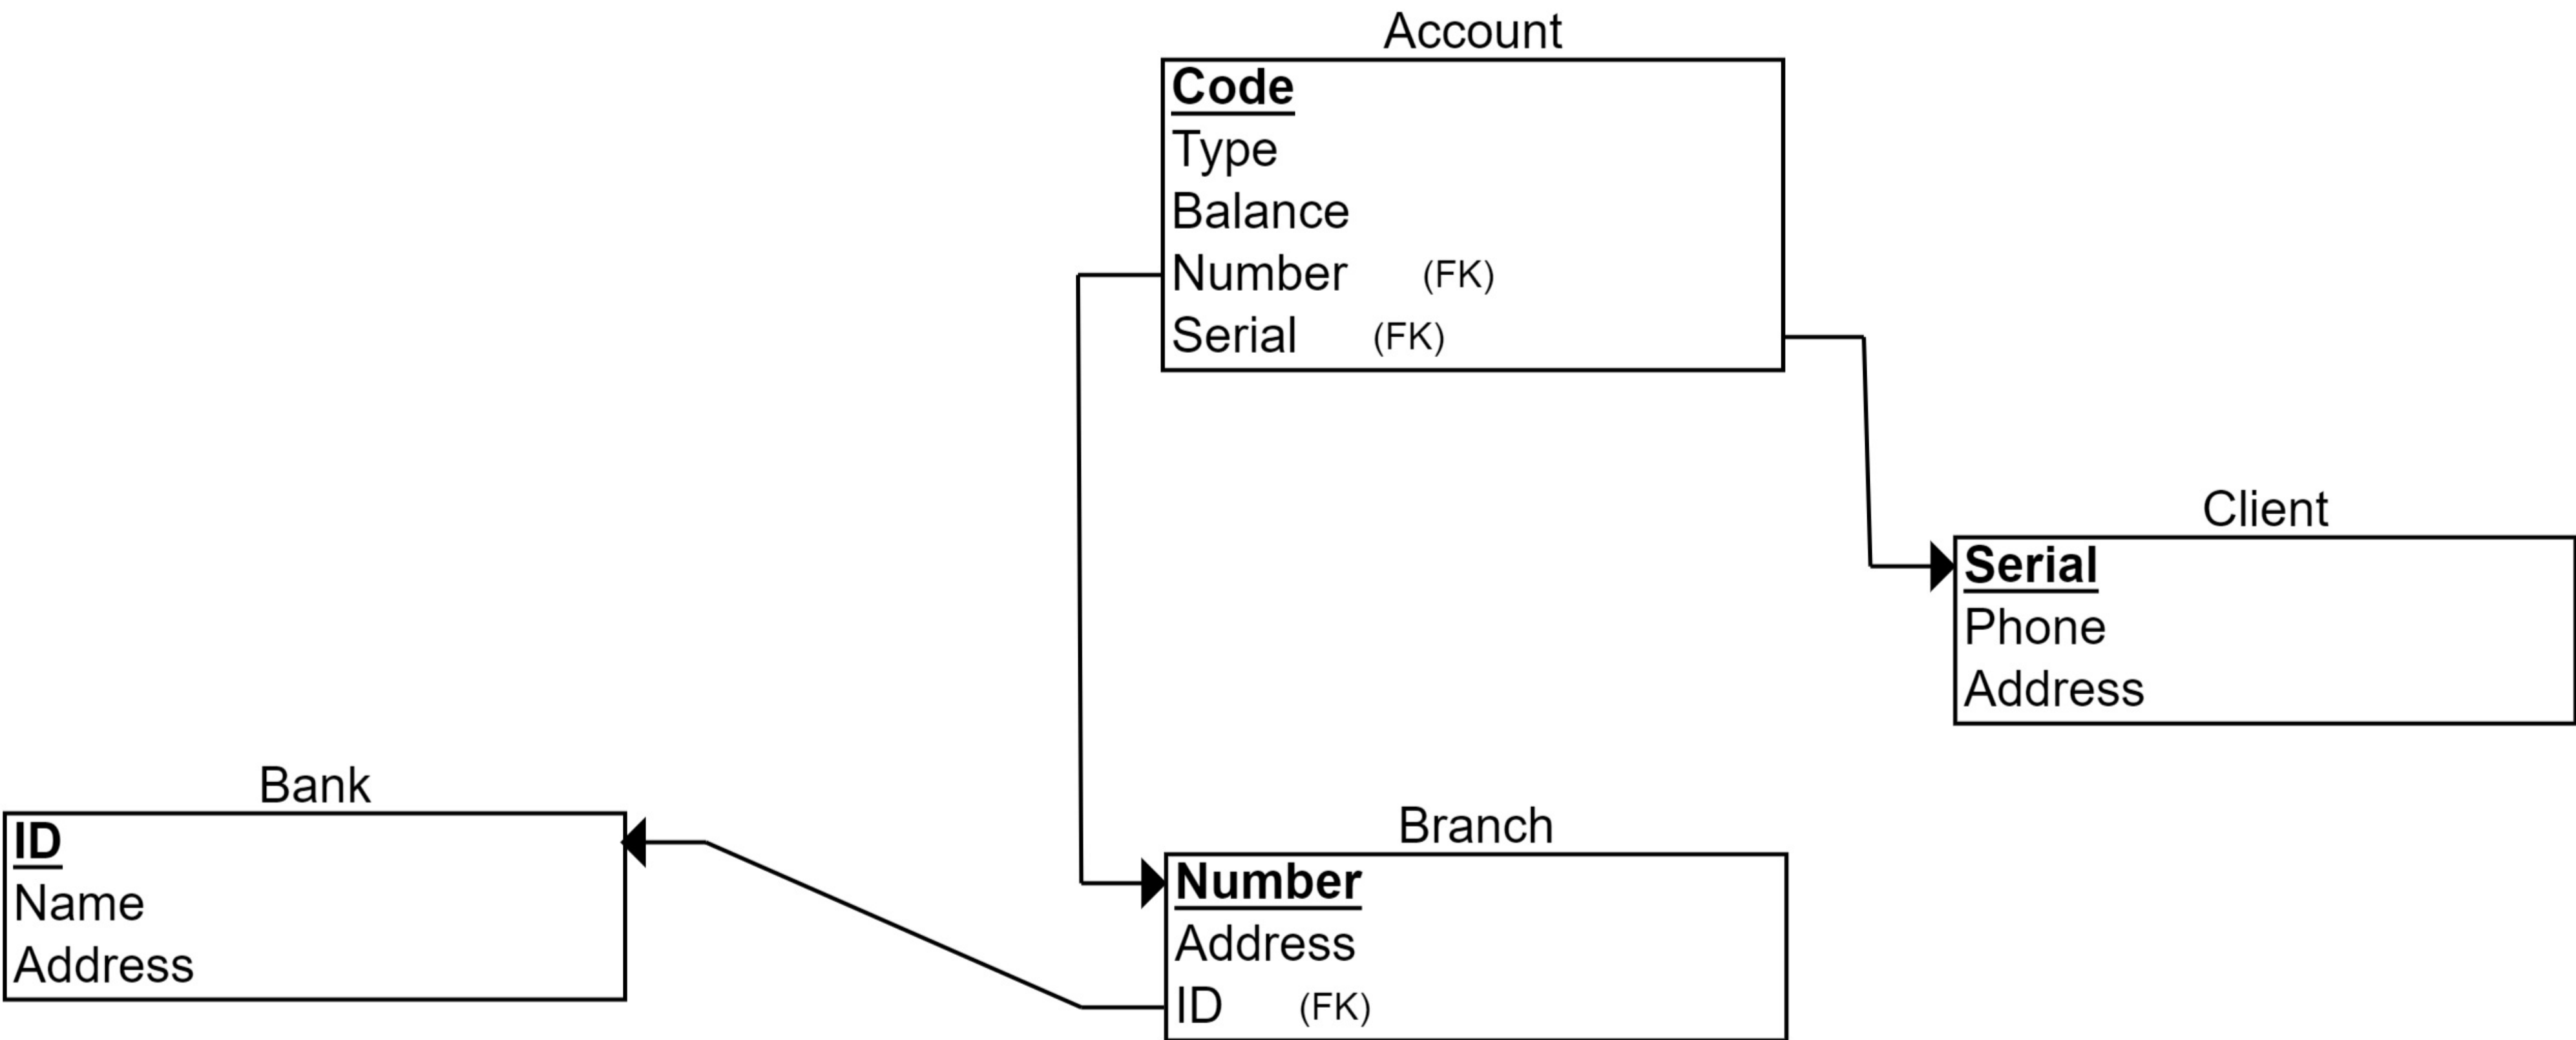 Account
Code
Type
Balance
Number (FK)
Serial (FK)
Client
Serial
Phone
Address
Bank
ID
Name
Address
Branch
Number
Address
ID (FK)